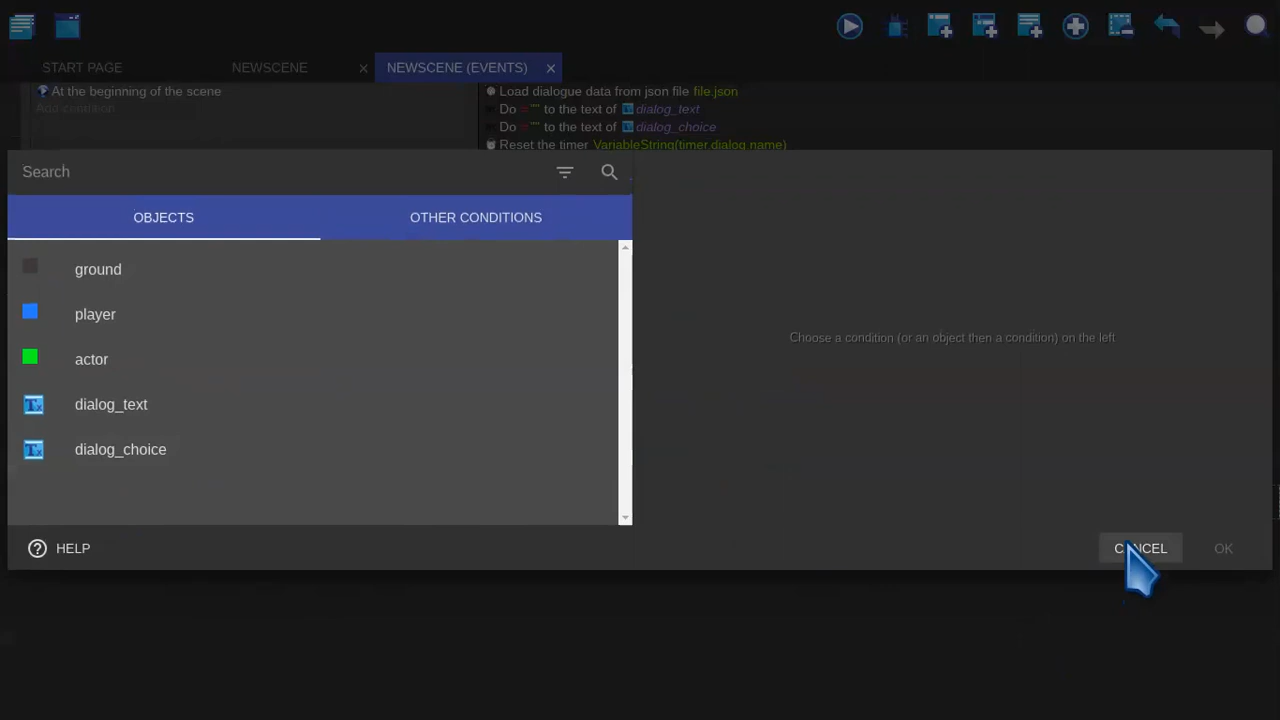 START PAGE
NEWSCENE
NEWSCENE (EVENTS)
At the beginning of the scene
Add condition
Load dialogue data from json file file.json
Do ="" to the text of dialog_text
Do ="" to the text of dialog_choice
Reset the timer VariableString(timer.dialog.name)
Search
OBJECTS
OTHER CONDITIONS
ground
player
actor
dialog_text
dialog_choice
Choose a condition (or an object then a condition) on the left
HELP
CANCEL
OK